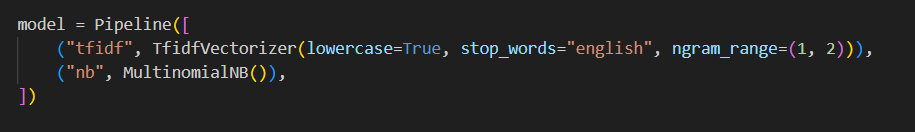 model = Pipeline([
    ("tfidf", TfidfVectorizer(lowercase=True, stop_words="english", ngram_range=(1, 2))),
    ("nb", MultinomialNB()),
])